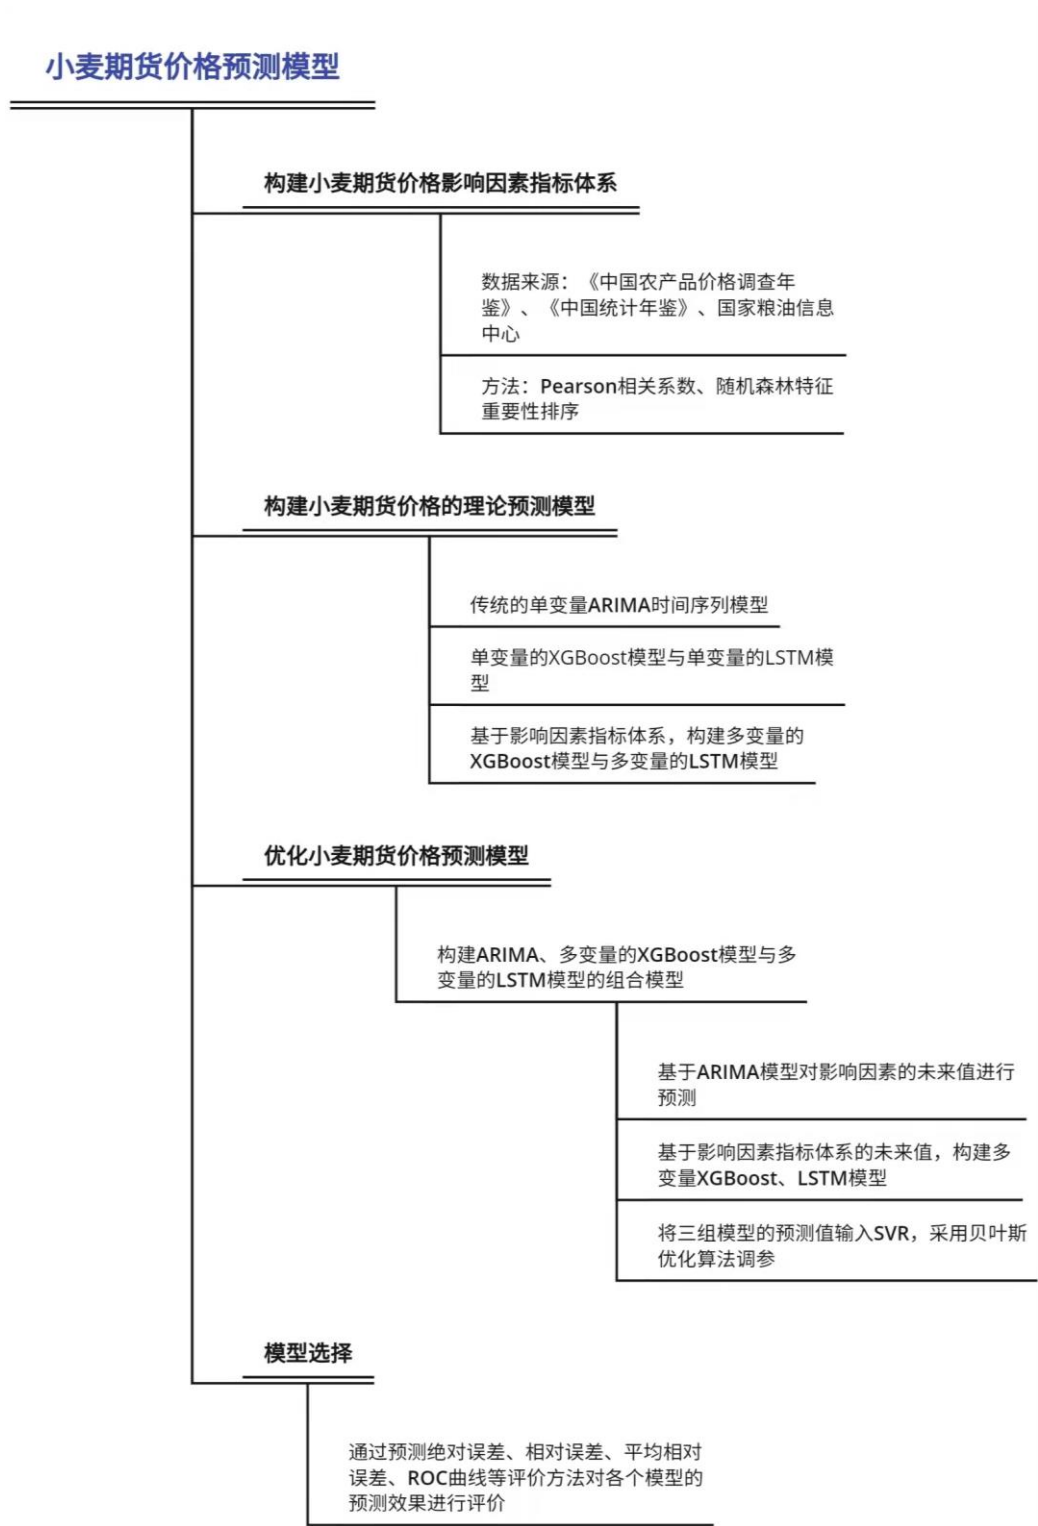 小麦期货价格预测模型
构建小麦期货价格影响因素指标体系
数据来源：《中国农产品价格调查年
鉴》、《中国统计年鉴》、国家粮油信息
中心
方法：Pearson相关系数、随机森林特征
重要性排序
构建小麦期货价格的理论预测模型
传统的单变量ARIMA时间序列模型
单变量的XGBoost模型与单变量的LSTM模
型
基于影响因素指标体系，构建多变量的
XGBoost模型与多变量的LSTM模型
优化小麦期货价格预测模型
构建ARIMA、多变量的XGBoost模型与多
变量的LSTM模型的组合模型
基于ARIMA模型对影响因素的未来值进行
预测
基于影响因素指标体系的未来值，构建多
变量XGBoost、LSTM模型
将三组模型的预测值输入SVR，采用贝叶斯
优化算法调参
模型选择
通过预测绝对误差、相对误差、平均相对
误差、ROC曲线等评价方法对各个模型的
预测效果进行评价